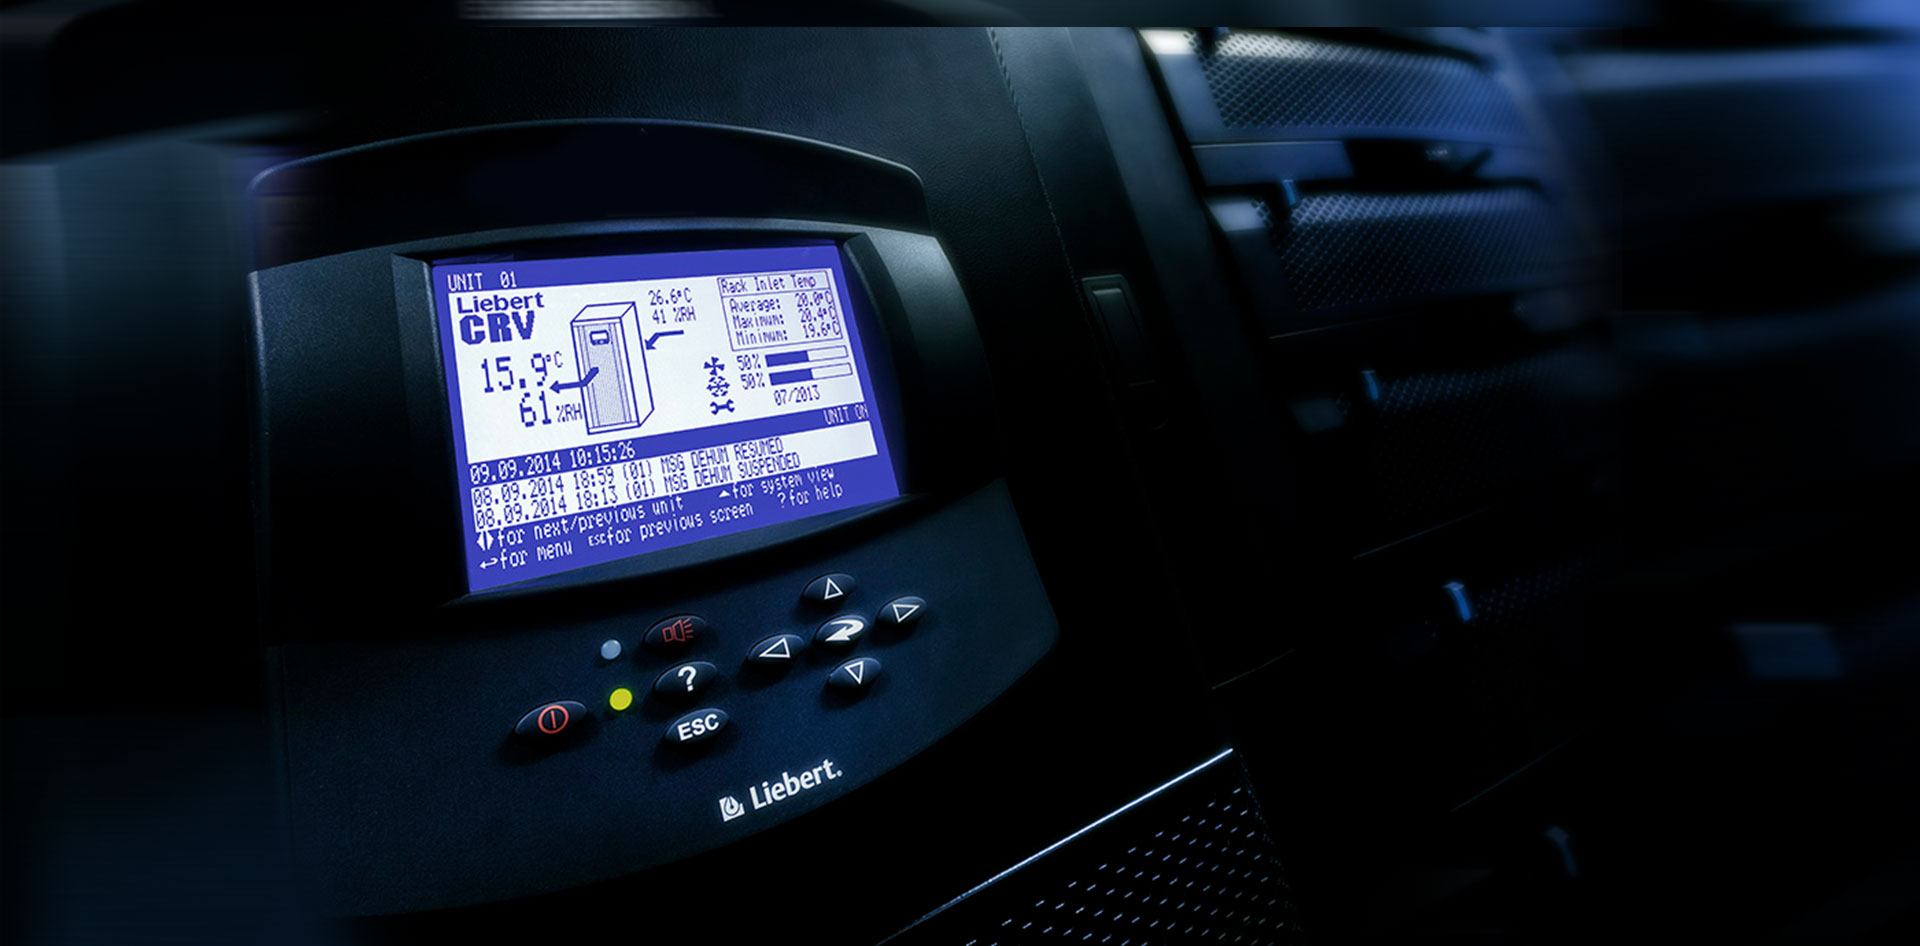 UNIT 01
Liebert
CRV
26.6°C
41 %RH
Rack Inlet Temp
Average: 20.0°C
Maximum: 20.4°C
Minimum: 19.6°C
15.9°C
61%RH
50%
50%
07/2013
UNIT ON
09.09.2014 10:15:26
08.09.2014 18:59 (01) MSG DEHUM RESUMED
08.09.2014 18:13 (01) MSG DEHUM SUSPENDED
for next/previous unit ▲for system view
↵for menu ESCfor previous screen ?for help
?
ESC
Liebert.